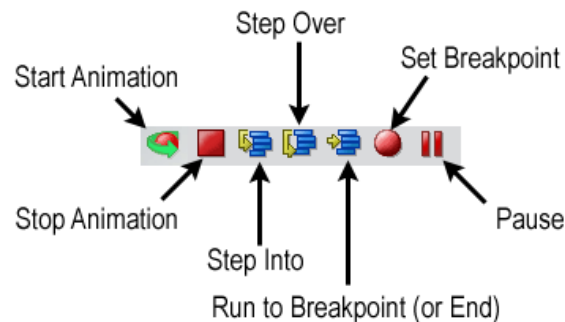 Step Over
Start Animation
Set Breakpoint
Stop Animation
Pause
Step Into
Run to Breakpoint (or End)